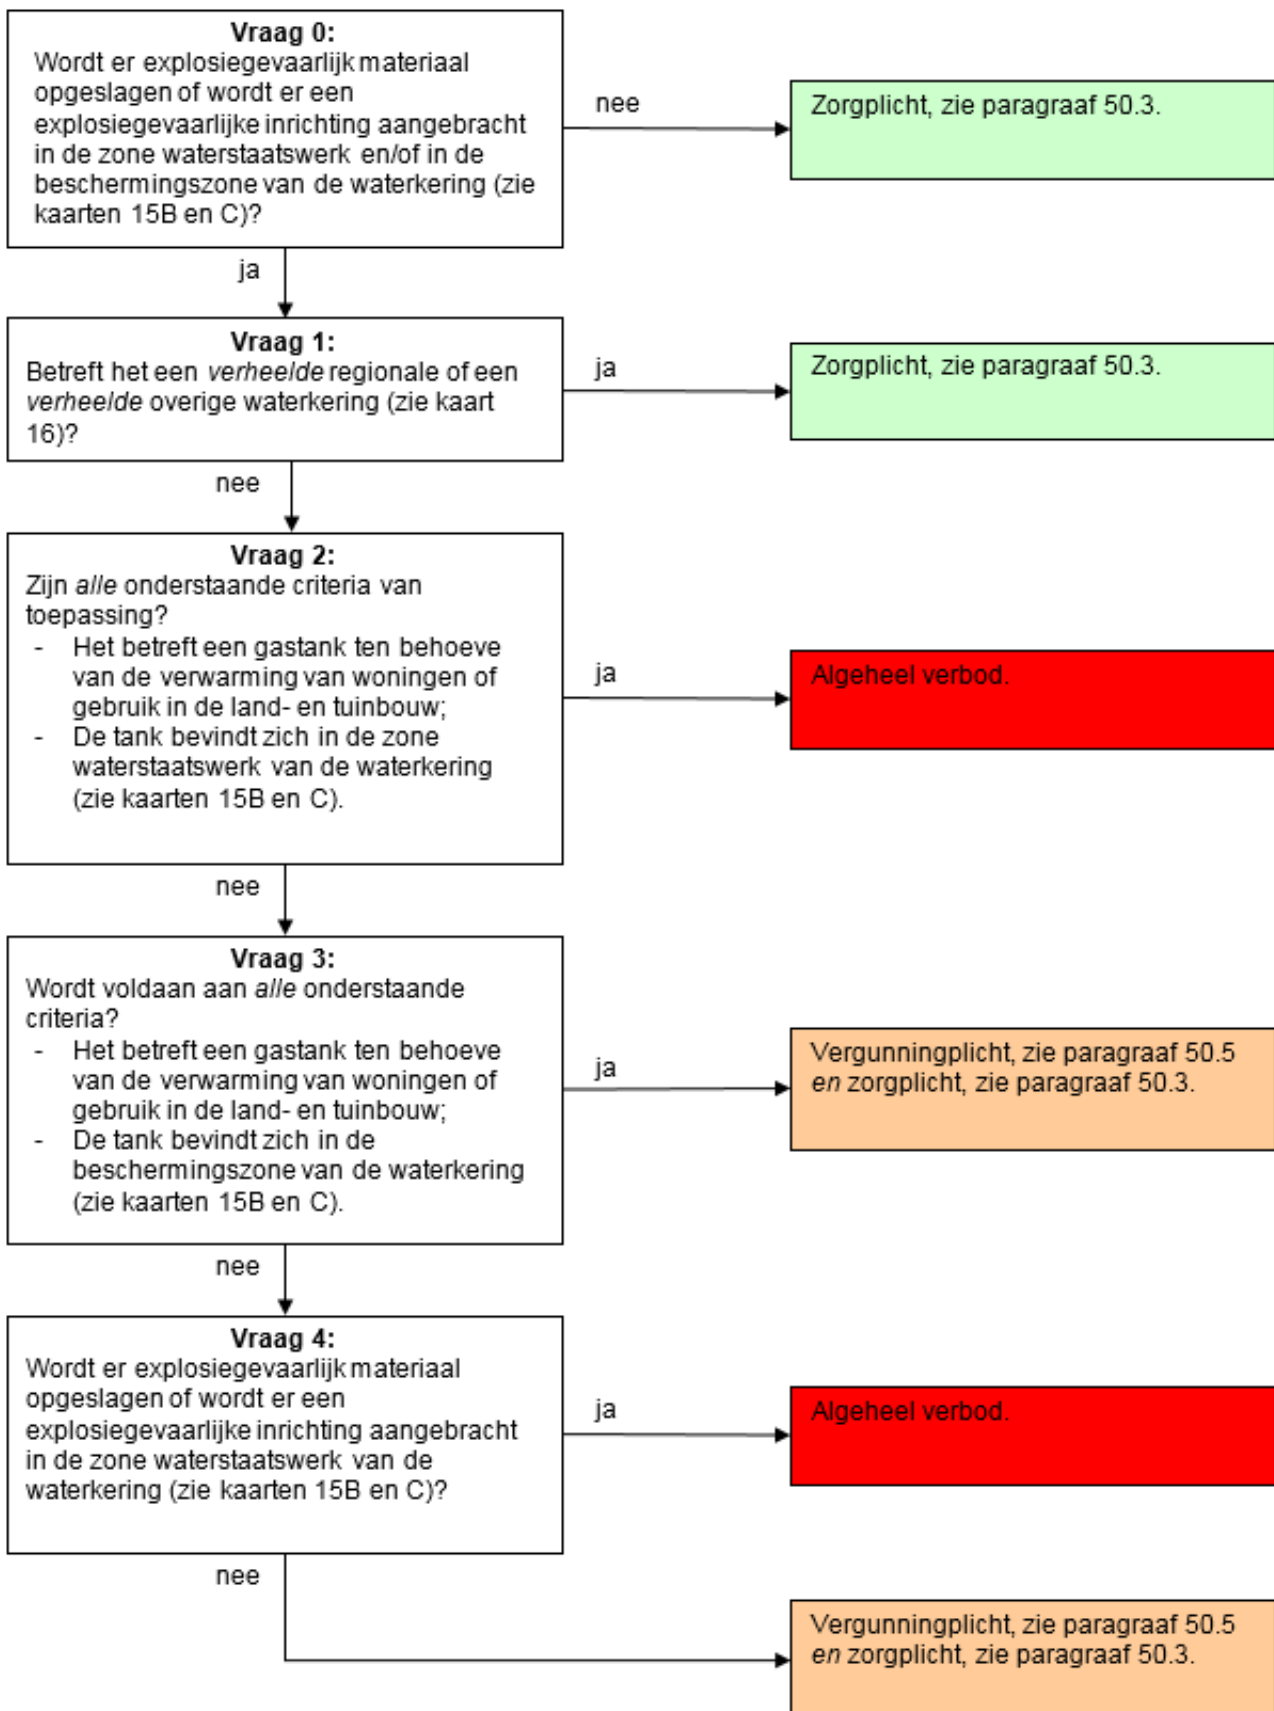 Vraag 0:
Wordt er explosiegevaarlijk materiaal
opgeslagen of wordt er een
explosiegevaarlijke inrichting aangebracht
in de zone waterstaatswerk en/of in de
beschermingszone van de waterkering (zie
kaarten 15B en C)?
nee
Zorgplicht, zie paragraaf 50.3.
ja
Vraag 1:
Betreft het een verheelde regionale of een
verheelde overige waterkering (zie kaart
16)?
ja
Zorgplicht, zie paragraaf 50.3.
nee
Vraag 2:
Zijn alle onderstaande criteria van
toepassing?
- Het betreft een gastank ten behoeve
van de verwarming van woningen of
gebruik in de land- en tuinbouw;
- De tank bevindt zich in de zone
waterstaatswerk van de waterkering
(zie kaarten 15B en C).
ja
Algeheel verbod.
nee
Vraag 3:
Wordt voldaan aan alle onderstaande
criteria?
- Het betreft een gastank ten behoeve
van de verwarming van woningen of
gebruik in de land- en tuinbouw;
- De tank bevindt zich in de
beschermingszone van de waterkering
(zie kaarten 15B en C).
ja
Vergunningplicht, zie paragraaf 50.5
en zorgplicht, zie paragraaf 50.3.
nee
Vraag 4:
Wordt er explosiegevaarlijk materiaal
opgeslagen of wordt er een
explosiegevaarlijke inrichting aangebracht
in de zone waterstaatswerk van de
waterkering (zie kaarten 15B en C)?
ja
Algeheel verbod.
nee
Vergunningplicht, zie paragraaf 50.5
en zorgplicht, zie paragraaf 50.3.